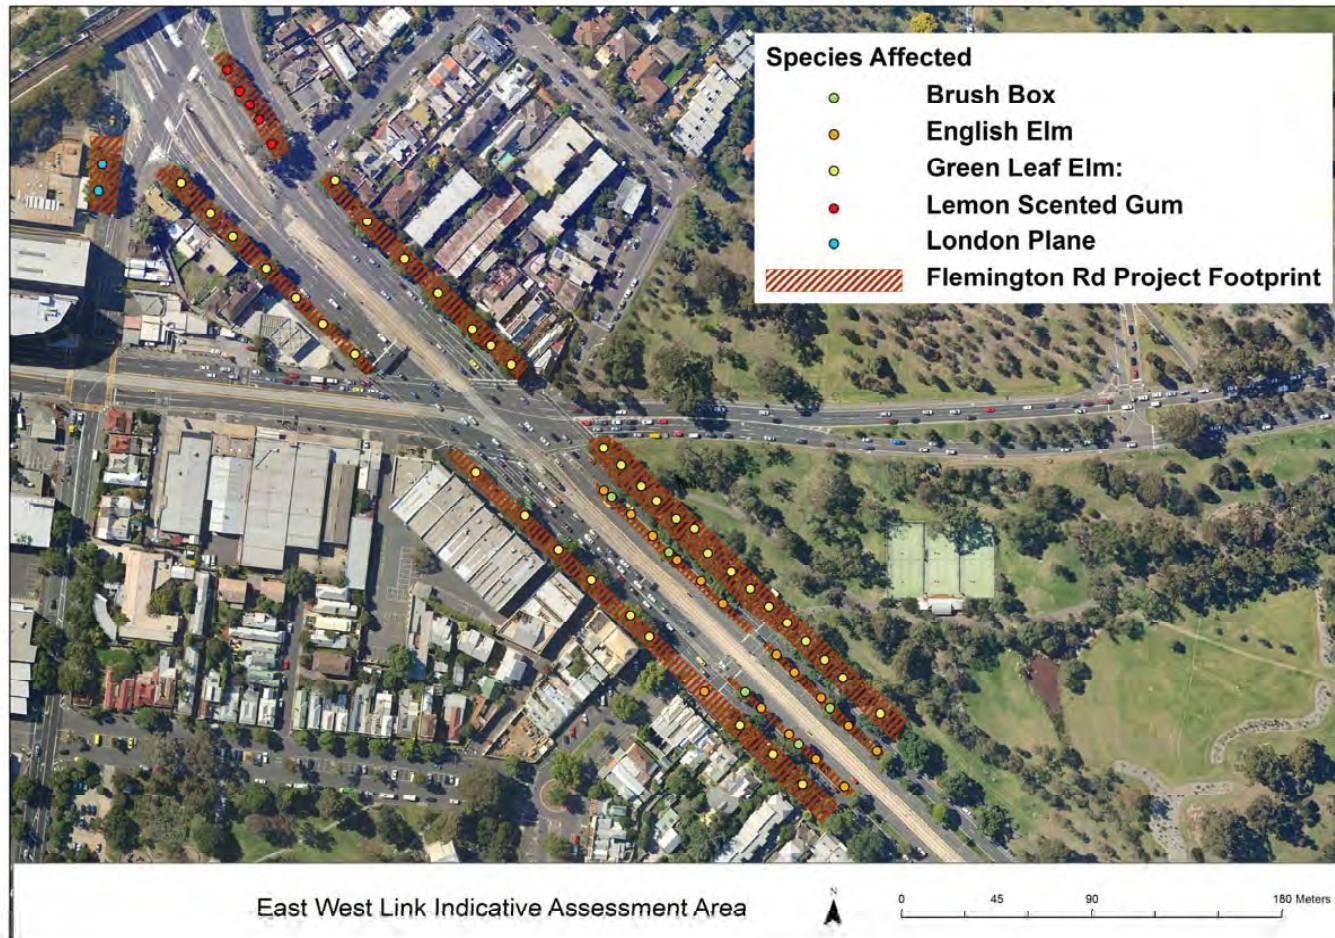 Species Affected
Brush Box
English Elm
Green Leaf Elm:
Lemon Scented Gum
London Plane
Flemington Rd Project Footprint
East West Link Indicative Assessment Area
N
0 45 90 180 Meters